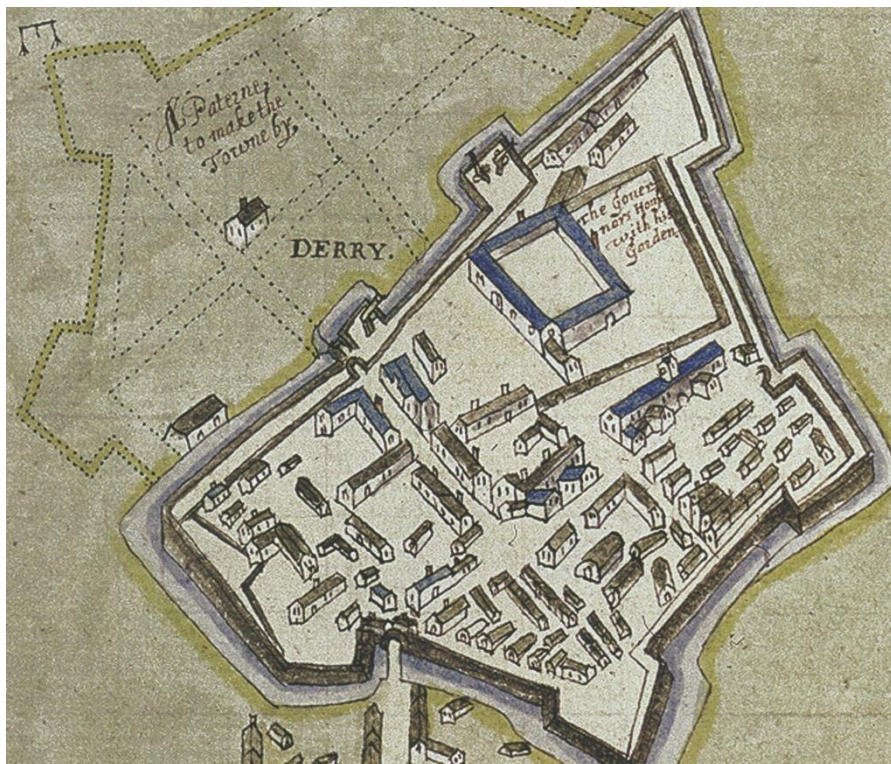 A Paterne
to make the
Towne by
DERRY.
the Gouer
nors Hous
with his
Garden.